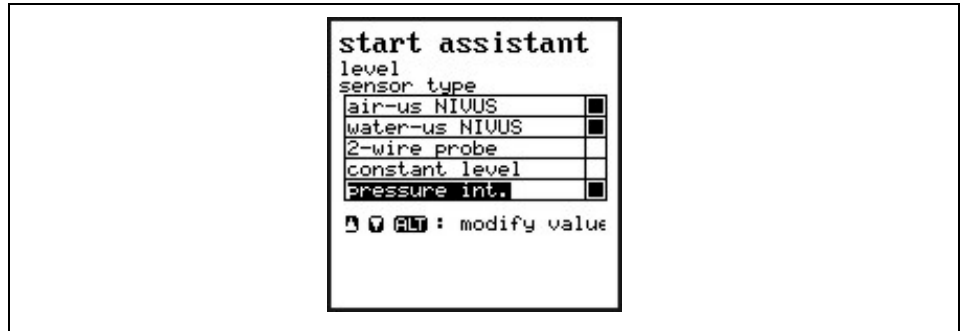 start assistant
level
sensor type
air-us NIVUS
water-us NIVUS
2-wire probe
constant level
pressure int.
ALT : modify value